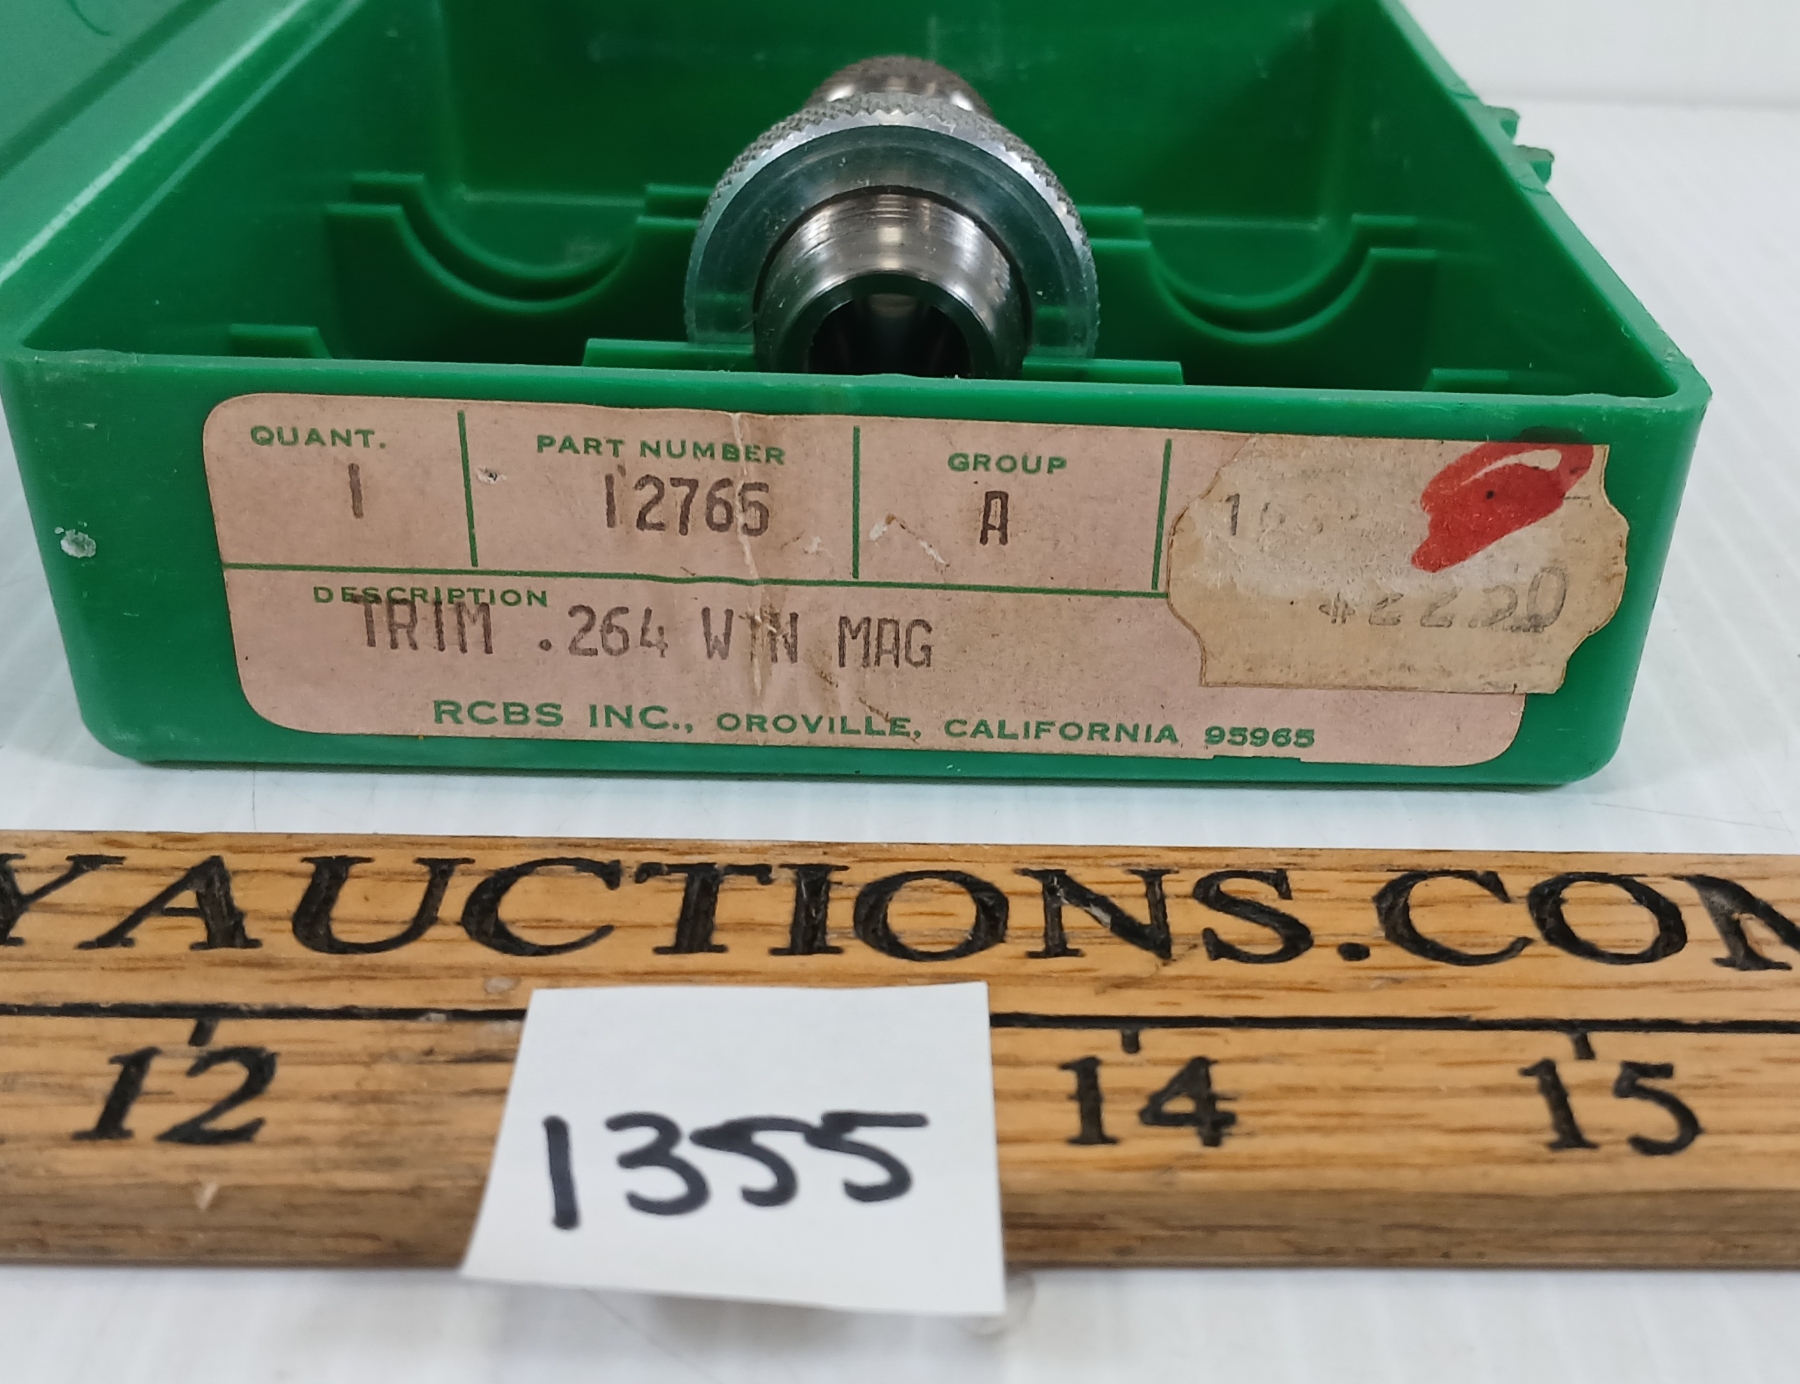 QUANT. PART NUMBER GROUP
1 12765 A
DESCRIPTION
TRIM .264 WIN MAG
RCBS INC., OROVILLE, CALIFORNIA 95965
YAUCTIONS.COM
12 14 15
1355